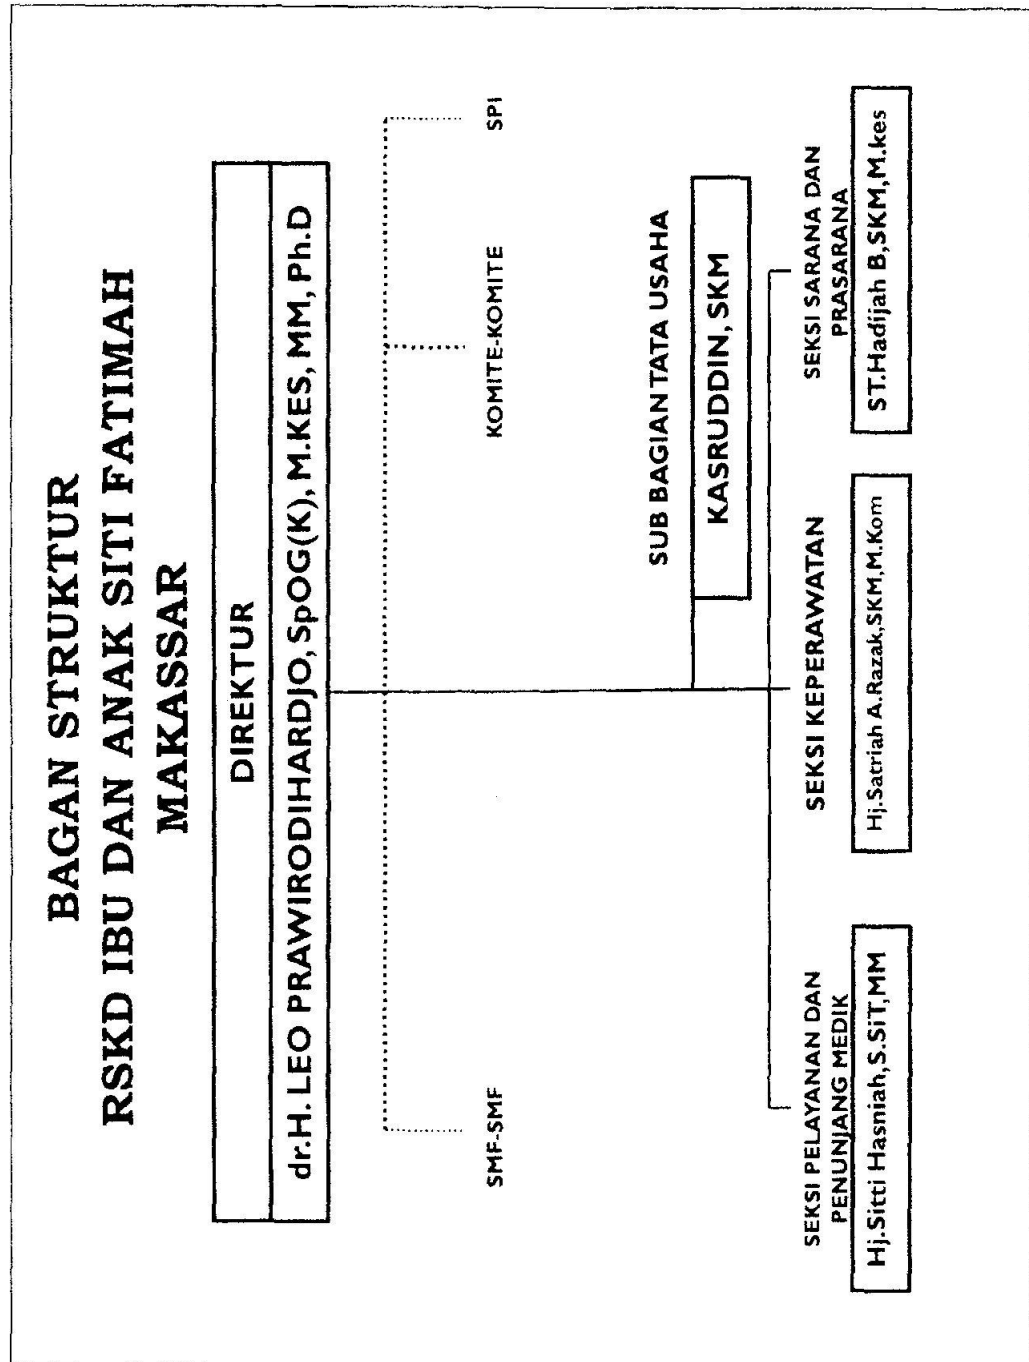 BAGAN STRUKTUR
RSKD IBU DAN ANAK SITI FATIMAH
MAKASSAR
DIREKTUR
dr.H. LEO PRAWIRODIHARDJO, SpOG(K), M.KES, MM, Ph.D
SMF-SMF
KOMITE-KOMITE
SPI
SUB BAGIAN TATA USAHA
KASRUDDIN, SKM
SEKSI PELAYANAN DAN
PENUNJANG MEDIK
Hj.Sitti Hasniah,S.SiT,MM
SEKSI KEPERAWATAN
Hj.Satriah A.Razak,SKM,M.Kom
SEKSI SARANA DAN
PRASARANA
ST.Hadijah B,SKM,M.kes